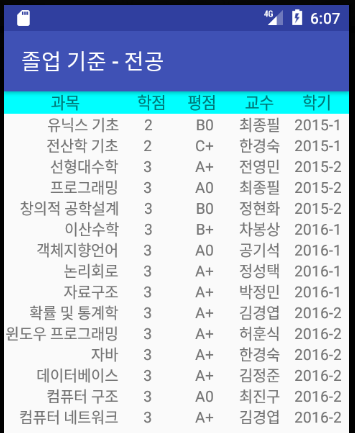 4G 6:07
졸업 기준 - 전공
과목 학점 평점 교수 학기
유닉스 기초 2 B0 최종필 2015-1
전산학 기초 2 C+ 한경숙 2015-1
선형대수학 3 A+ 전영민 2015-2
프로그래밍 3 A0 최종필 2015-2
창의적 공학설계 3 B0 정현화 2015-2
이산수학 3 B+ 차봉상 2016-1
객체지향언어 3 A0 공기석 2016-1
논리회로 3 A+ 정성택 2016-1
자료구조 3 A+ 박정민 2016-1
확률 및 통계학 3 A+ 김경엽 2016-2
윈도우 프로그래밍 3 A+ 허훈식 2016-2
자바 3 A+ 한경숙 2016-2
데이터베이스 3 A+ 김정준 2016-2
컴퓨터 구조 3 A0 최진구 2016-2
컴퓨터 네트워크 3 A+ 김경엽 2016-2